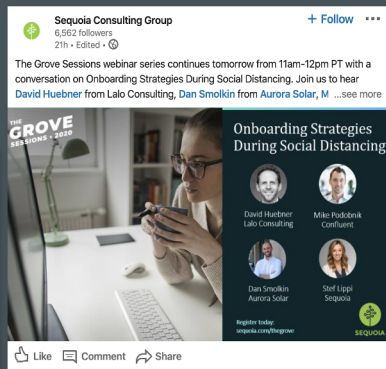 Sequoia Consulting Group
+ Follow
6,562 followers
21h • Edited •
The Grove Sessions webinar series continues tomorrow from 11am-12pm PT with a
conversation on Onboarding Strategies During Social Distancing. Join us to hear
David Huebner from Lalo Consulting, Dan Smolkin from Aurora Solar, M ...see more
THE
GROVE
SESSIONS • 2020
Onboarding Strategies
During Social Distancing
David Huebner
Lalo Consulting
Mike Podobnik
Confluent
Dan Smolkin
Aurora Solar
Stef Lippi
Sequoia
Register today:
sequoia.com/thegrove
SEQUOIA
Like
Comment
Share